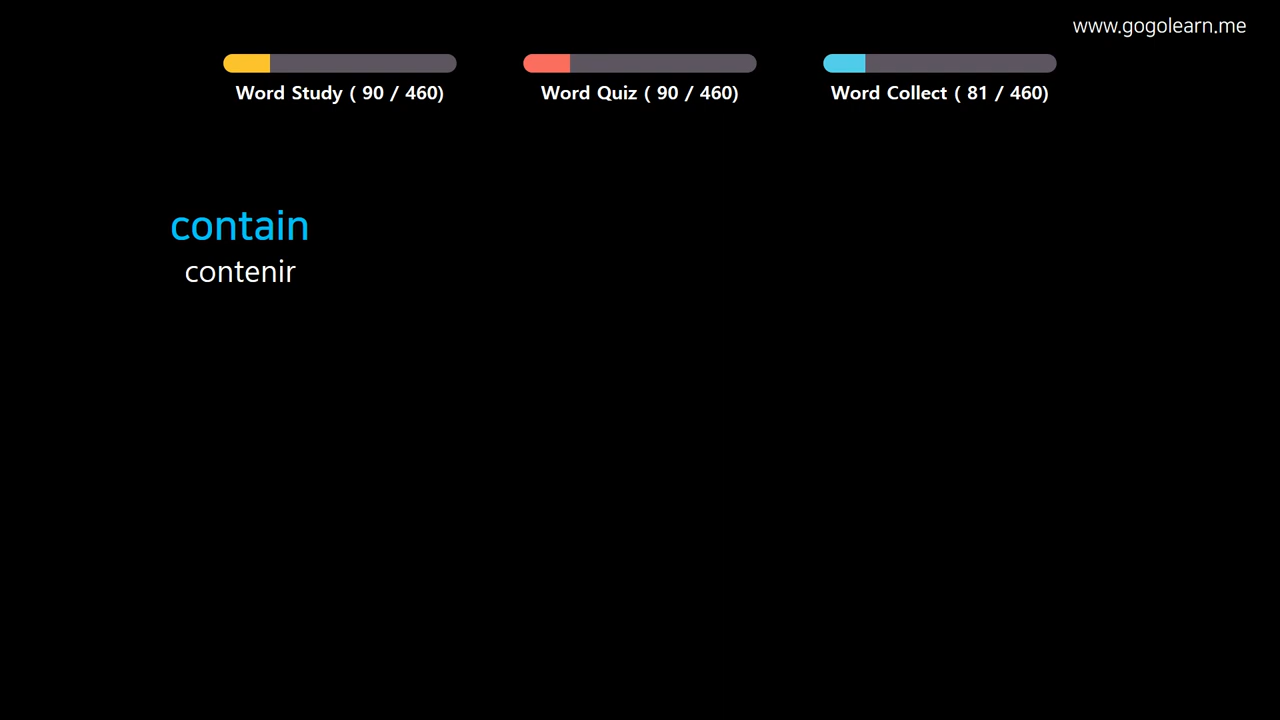 www.gogolearn.me
Word Study ( 90 / 460)
Word Quiz ( 90 / 460)
Word Collect ( 81 / 460)
contain
contenir